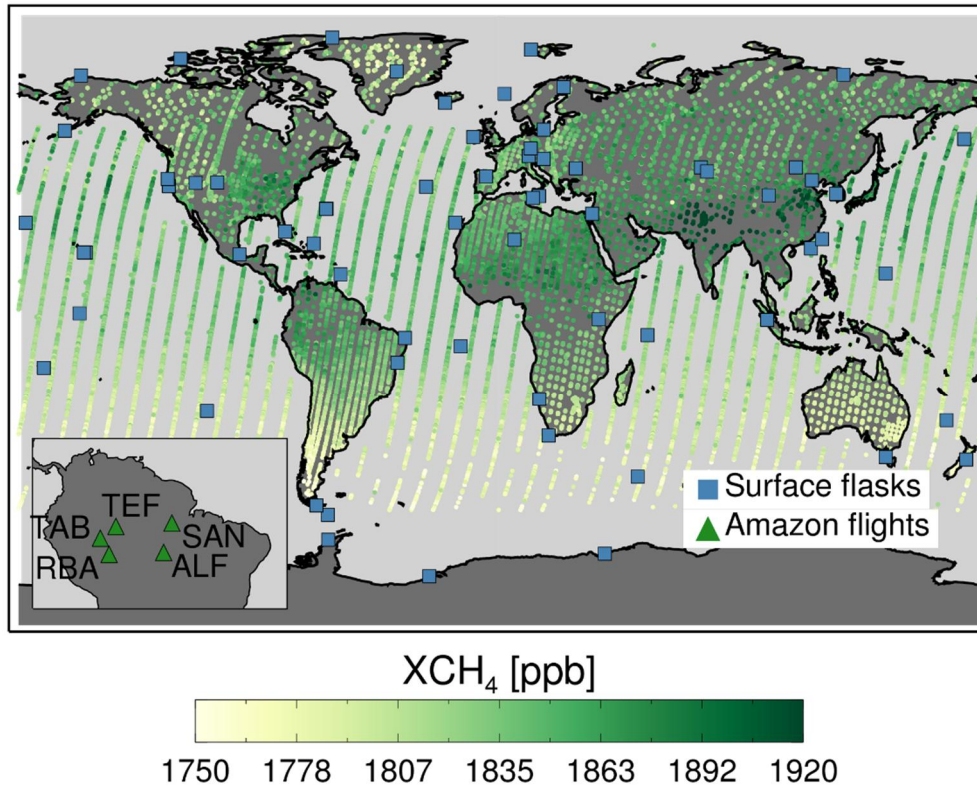 Surface flasks
Amazon flights
TEF
TAB
SAN
RBA
ALF
XCH₄ [ppb]
1750 1778 1807 1835 1863 1892 1920